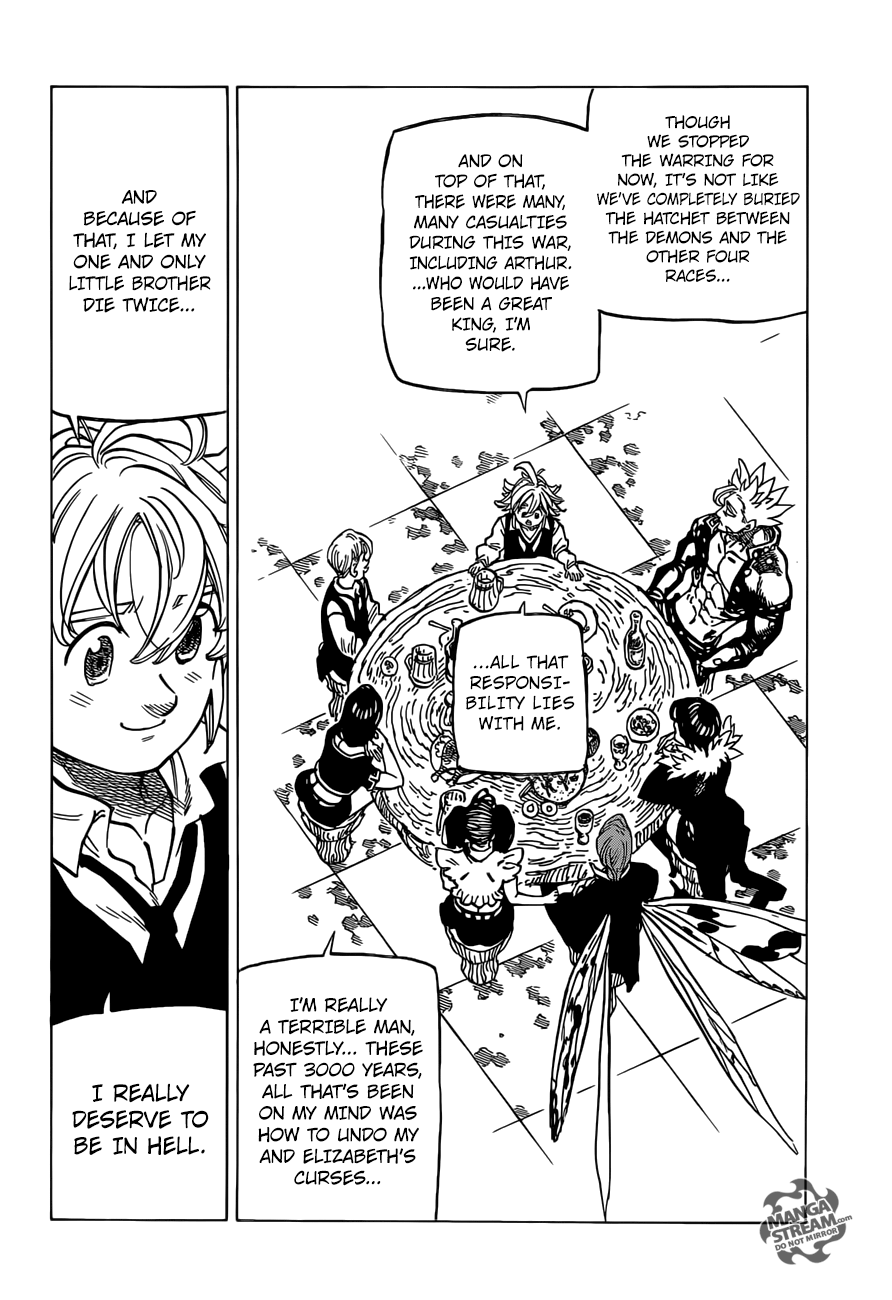 THOUGH
WE STOPPED
THE WARRING FOR
NOW, IT'S NOT LIKE
WE'VE COMPLETELY BURIED
THE HATCHET BETWEEN
THE DEMONS AND THE
OTHER FOUR
RACES...
AND ON
TOP OF THAT,
THERE WERE MANY,
MANY CASUALTIES
DURING THIS WAR,
INCLUDING ARTHUR.
...WHO WOULD HAVE
BEEN A GREAT
KING, I'M
SURE.
...ALL THAT
RESPONSI-
BILITY LIES
WITH ME.
I'M REALLY
A TERRIBLE MAN,
HONESTLY... THESE
PAST 3000 YEARS,
ALL THAT'S BEEN
ON MY MIND WAS
HOW TO UNDO MY
AND ELIZABETH'S
CURSES...
AND
BECAUSE OF
THAT, I LET MY
ONE AND ONLY
LITTLE BROTHER
DIE TWICE...
I REALLY
DESERVE TO
BE IN HELL.
MANGA
STREAM.com
DO NOT MIRROR